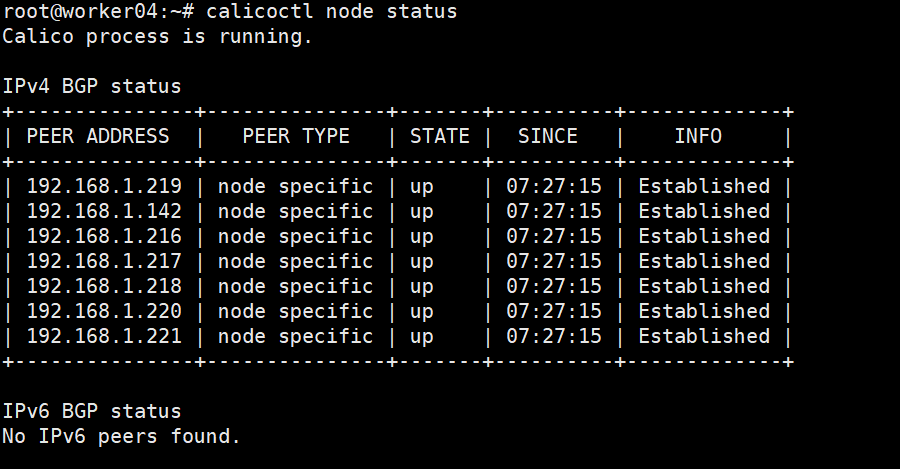 root@worker04:~# calicoctl node status
Calico process is running.

IPv4 BGP status
+---------------+---------------+-------+----------+-------------+
| PEER ADDRESS  |   PEER TYPE   | STATE |  SINCE   |    INFO     |
+---------------+---------------+-------+----------+-------------+
| 192.168.1.219 | node specific | up    | 07:27:15 | Established |
| 192.168.1.142 | node specific | up    | 07:27:15 | Established |
| 192.168.1.216 | node specific | up    | 07:27:15 | Established |
| 192.168.1.217 | node specific | up    | 07:27:15 | Established |
| 192.168.1.218 | node specific | up    | 07:27:15 | Established |
| 192.168.1.220 | node specific | up    | 07:27:15 | Established |
| 192.168.1.221 | node specific | up    | 07:27:15 | Established |
+---------------+---------------+-------+----------+-------------+

IPv6 BGP status
No IPv6 peers found.